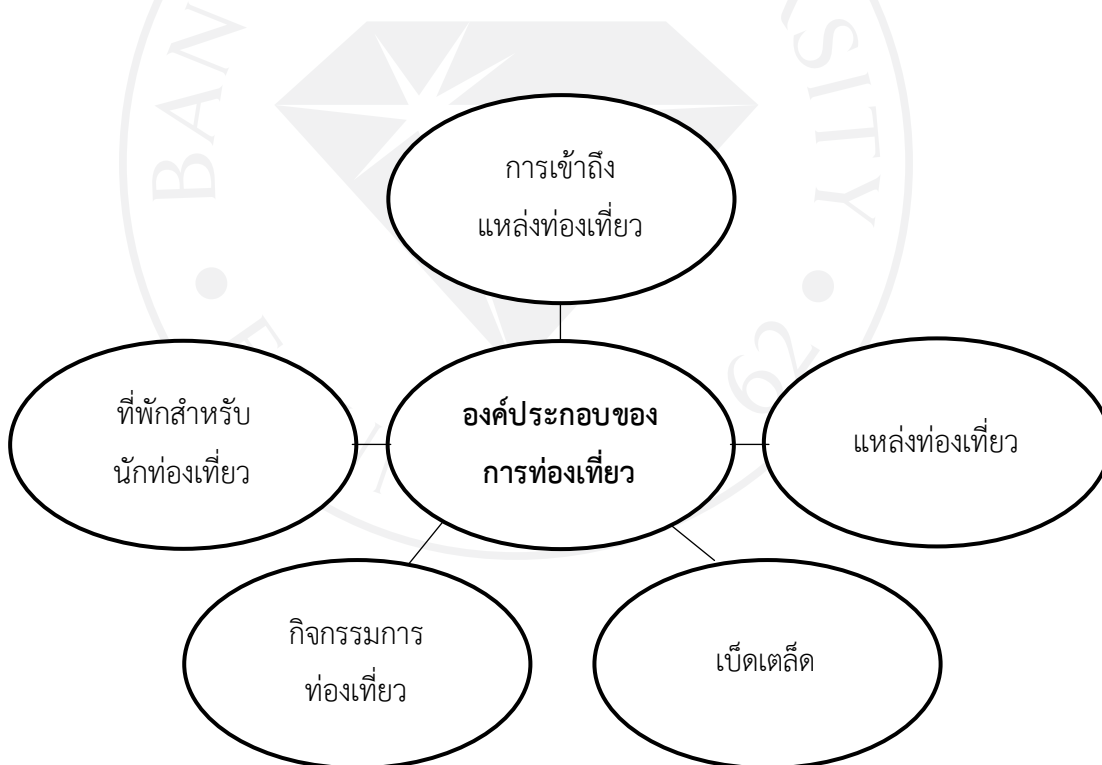 การเข้าถึง
แหล่งท่องเที่ยว
ที่พักสำหรับ
นักท่องเที่ยว
องค์ประกอบของ
การท่องเที่ยว
แหล่งท่องเที่ยว
กิจกรรมการ
ท่องเที่ยว
เบ็ดเตล็ด